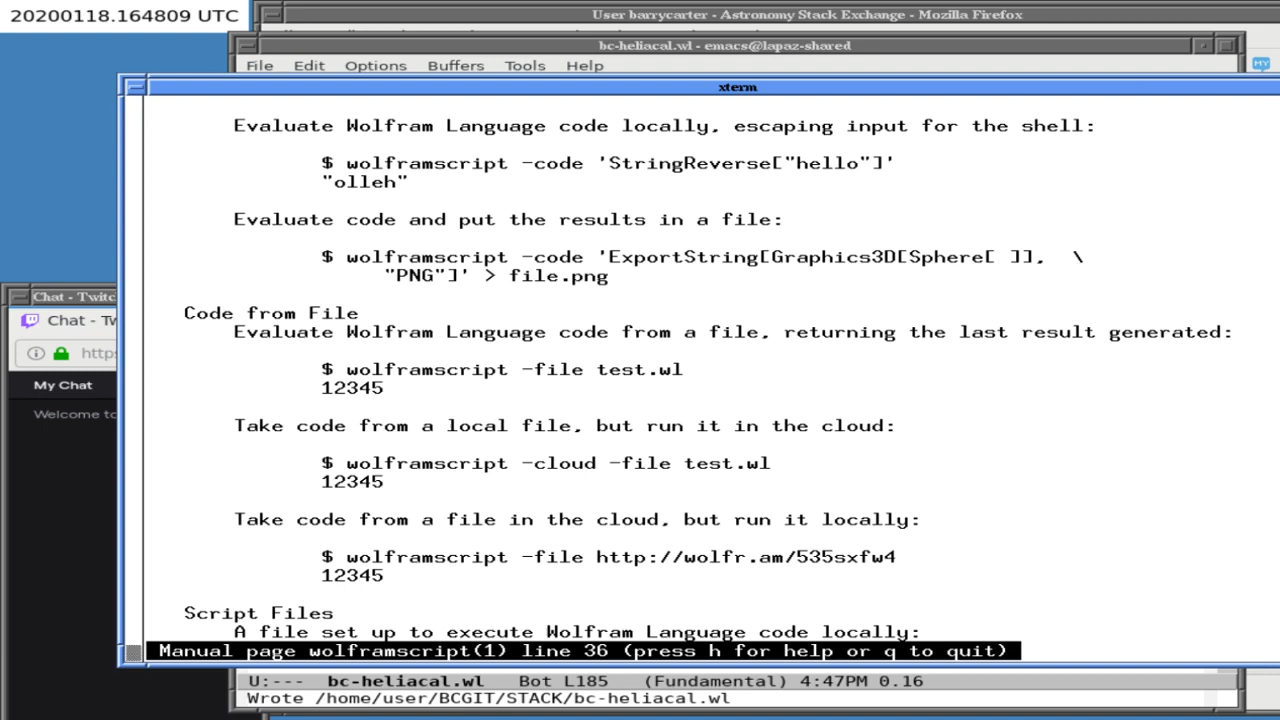 20200118.164809 UTC
User barrycarter - Astronomy Stack Exchange - Mozilla Firefox
bc-heliacal.wl - emacs@lapaz-shared
File Edit Options Buffers Tools Help
MY
xterm
Evaluate Wolfram Language code locally, escaping input for the shell:
$ wolframscript -code 'StringReverse["hello"]'
"olleh"
Evaluate code and put the results in a file:
$ wolframscript -code 'ExportString[Graphics3D[Sphere[ ]], \
"PNG"]' > file.png
Code from File
Evaluate Wolfram Language code from a file, returning the last result generated:
$ wolframscript -file test.wl
12345
Take code from a local file, but run it in the cloud:
$ wolframscript -cloud -file test.wl
12345
Take code from a file in the cloud, but run it locally:
$ wolframscript -file http://wolfr.am/535sxfw4
12345
Script Files
A file set up to execute Wolfram Language code locally:
Manual page wolframscript(1) line 36 (press h for help or q to quit)
Chat - Twitc
Chat - Tw
https
My Chat
Welcome to
U:--- bc-heliacal.wl Bot L185 (Fundamental) 4:47PM 0.16
Wrote /home/user/BCGIT/STACK/bc-heliacal.wl